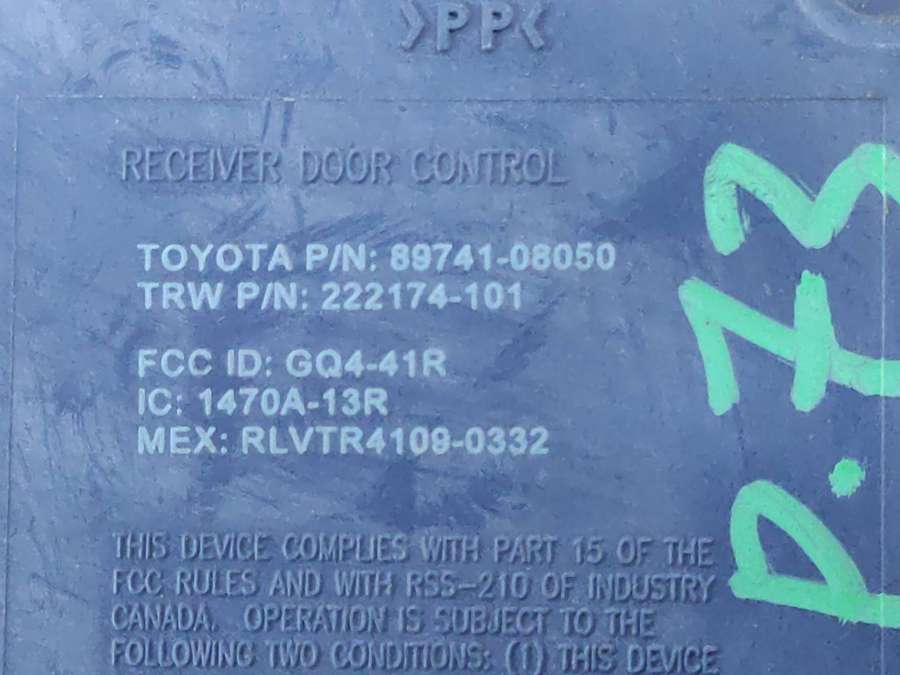 >PP<
RECEIVER DOOR CONTROL
TOYOTA P/N: 89741-08050
TRW P/N: 222174-101
FCC ID: GQ4-41R
IC: 1470A-13R
MEX: RLVTR4109-0332
THIS DEVICE COMPLIES WITH PART 15 OF THE
FCC RULES AND WITH RSS-210 OF INDUSTRY
CANADA. OPERATION IS SUBJECT TO THE
FOLLOWING TWO CONDITIONS: (1) THIS DEVICE